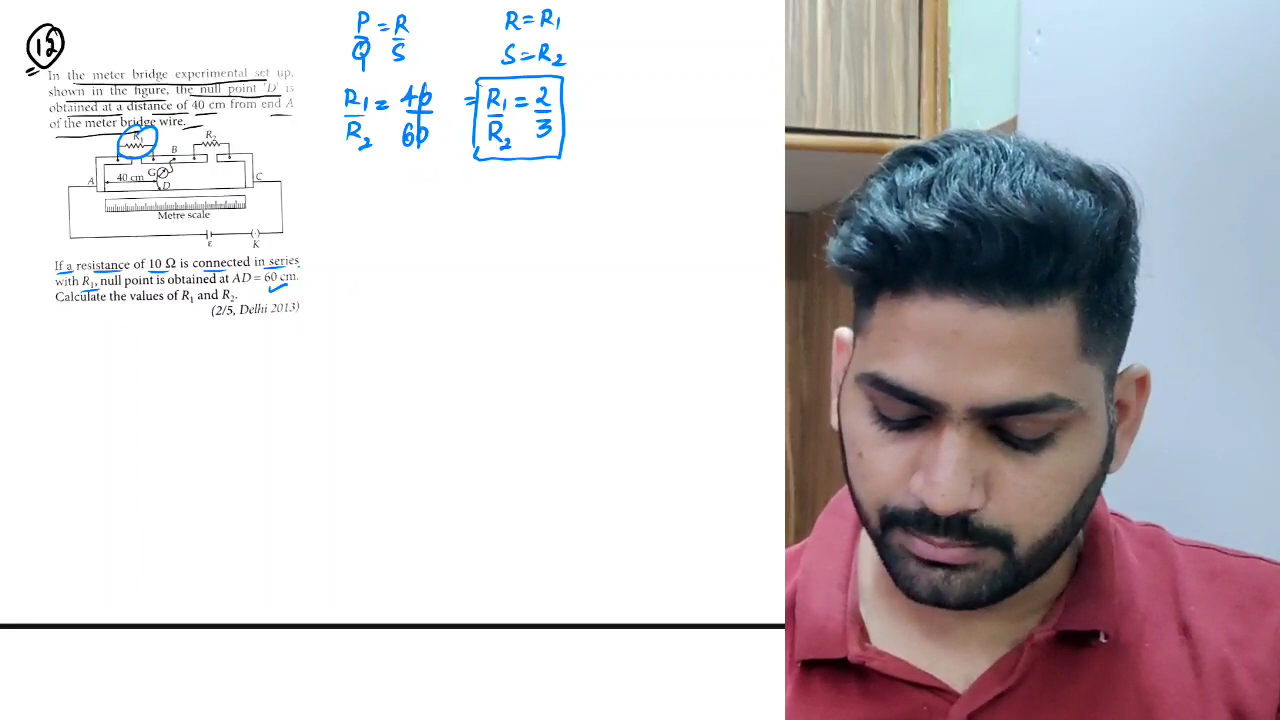 12
In the meter bridge experimental set up,
shown in the figure, the null point 'D' is
obtained at a distance of 40 cm from end A
of the meter bridge wire.
R₁
R₂
B
G
A
40 cm
D
C
Metre scale
ε
K
If a resistance of 10 Ω is connected in series
with R₁, null point is obtained at AD = 60 cm.
Calculate the values of R₁ and R₂.
(2/5, Delhi 2013)
P/Q = R/S
R = R₁
S = R₂
R₁/R₂ = 40/60 = R₁/R₂ = 2/3